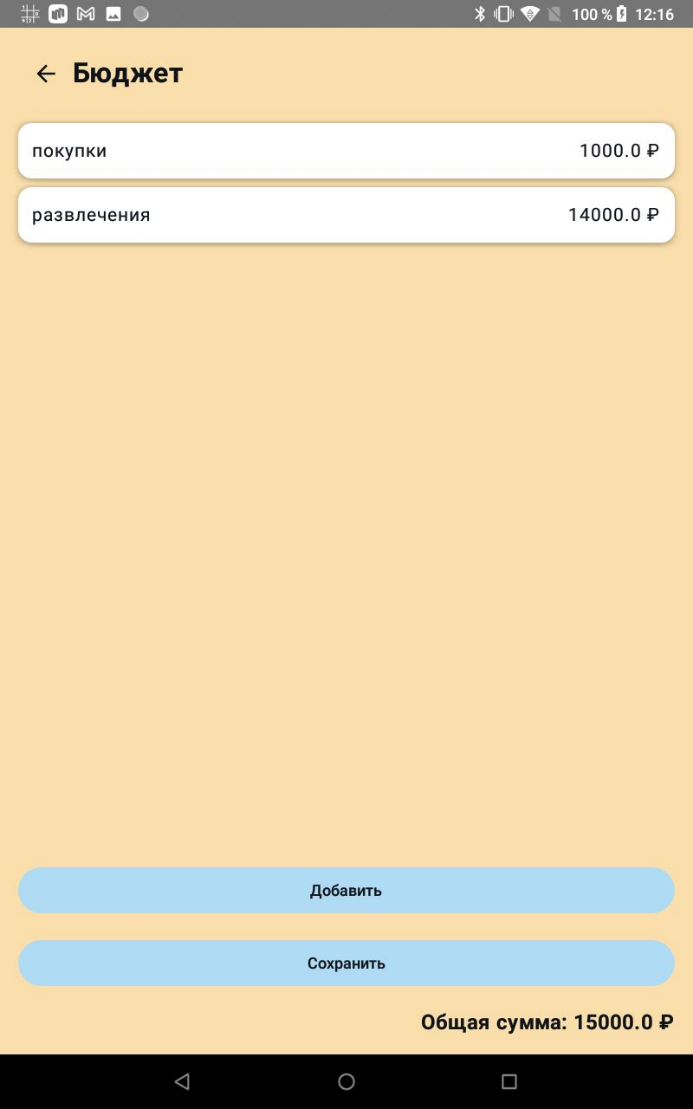 100 % 12:16
Бюджет
покупки 1000.0 ₽
развлечения 14000.0 ₽
Добавить
Сохранить
Общая сумма: 15000.0 ₽